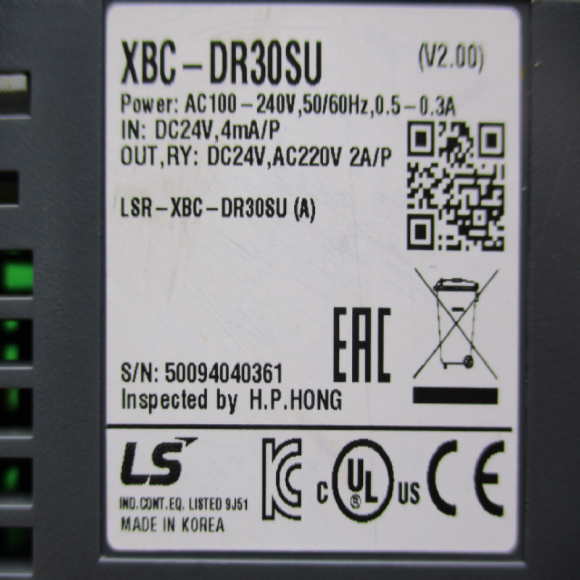 XBC-DR30SU (V2.00)
Power: AC100-240V,50/60Hz,0.5-0.3A
IN: DC24V,4mA/P
OUT,RY: DC24V,AC220V 2A/P
LSR-XBC-DR30SU (A)
EAC
S/N: 50094040361
Inspected by H.P.HONG
LS
KC
C UL US CE
IND.CONT.EQ. LISTED 9J51
MADE IN KOREA